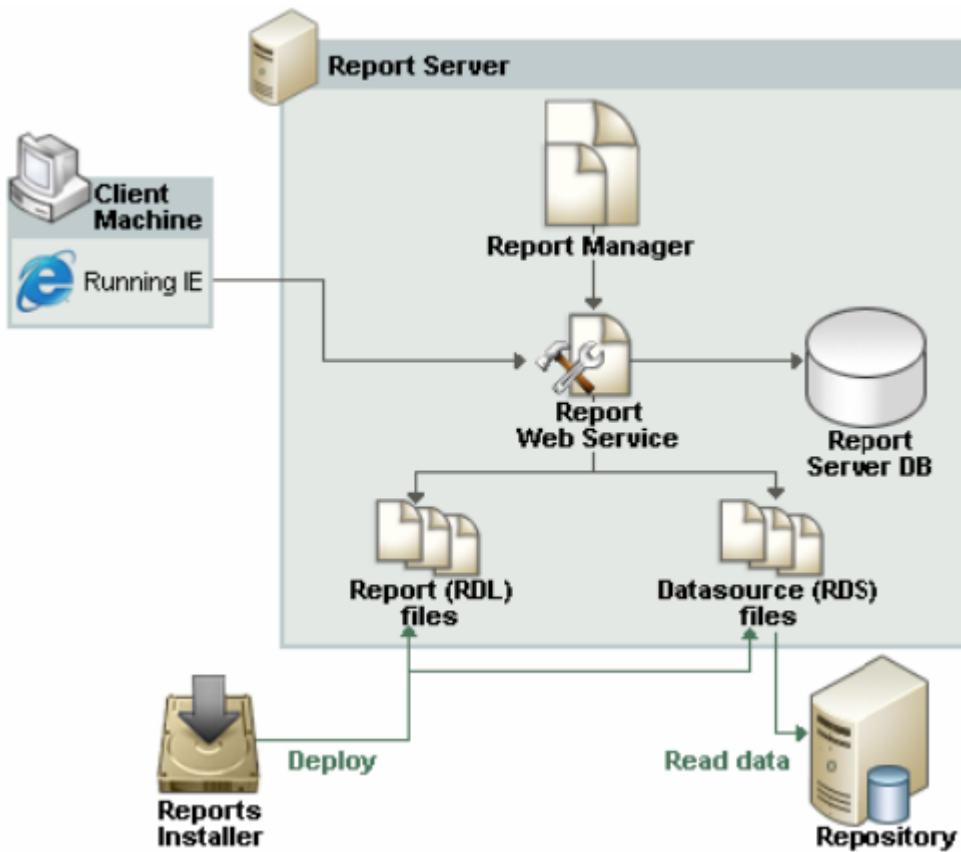 Report Server
Client
Machine
Running IE
Report Manager
Report
Web Service
Report
Server DB
Report (RDL)
files
Datasource (RDS)
files
Deploy
Read data
Reports
Installer
Repository